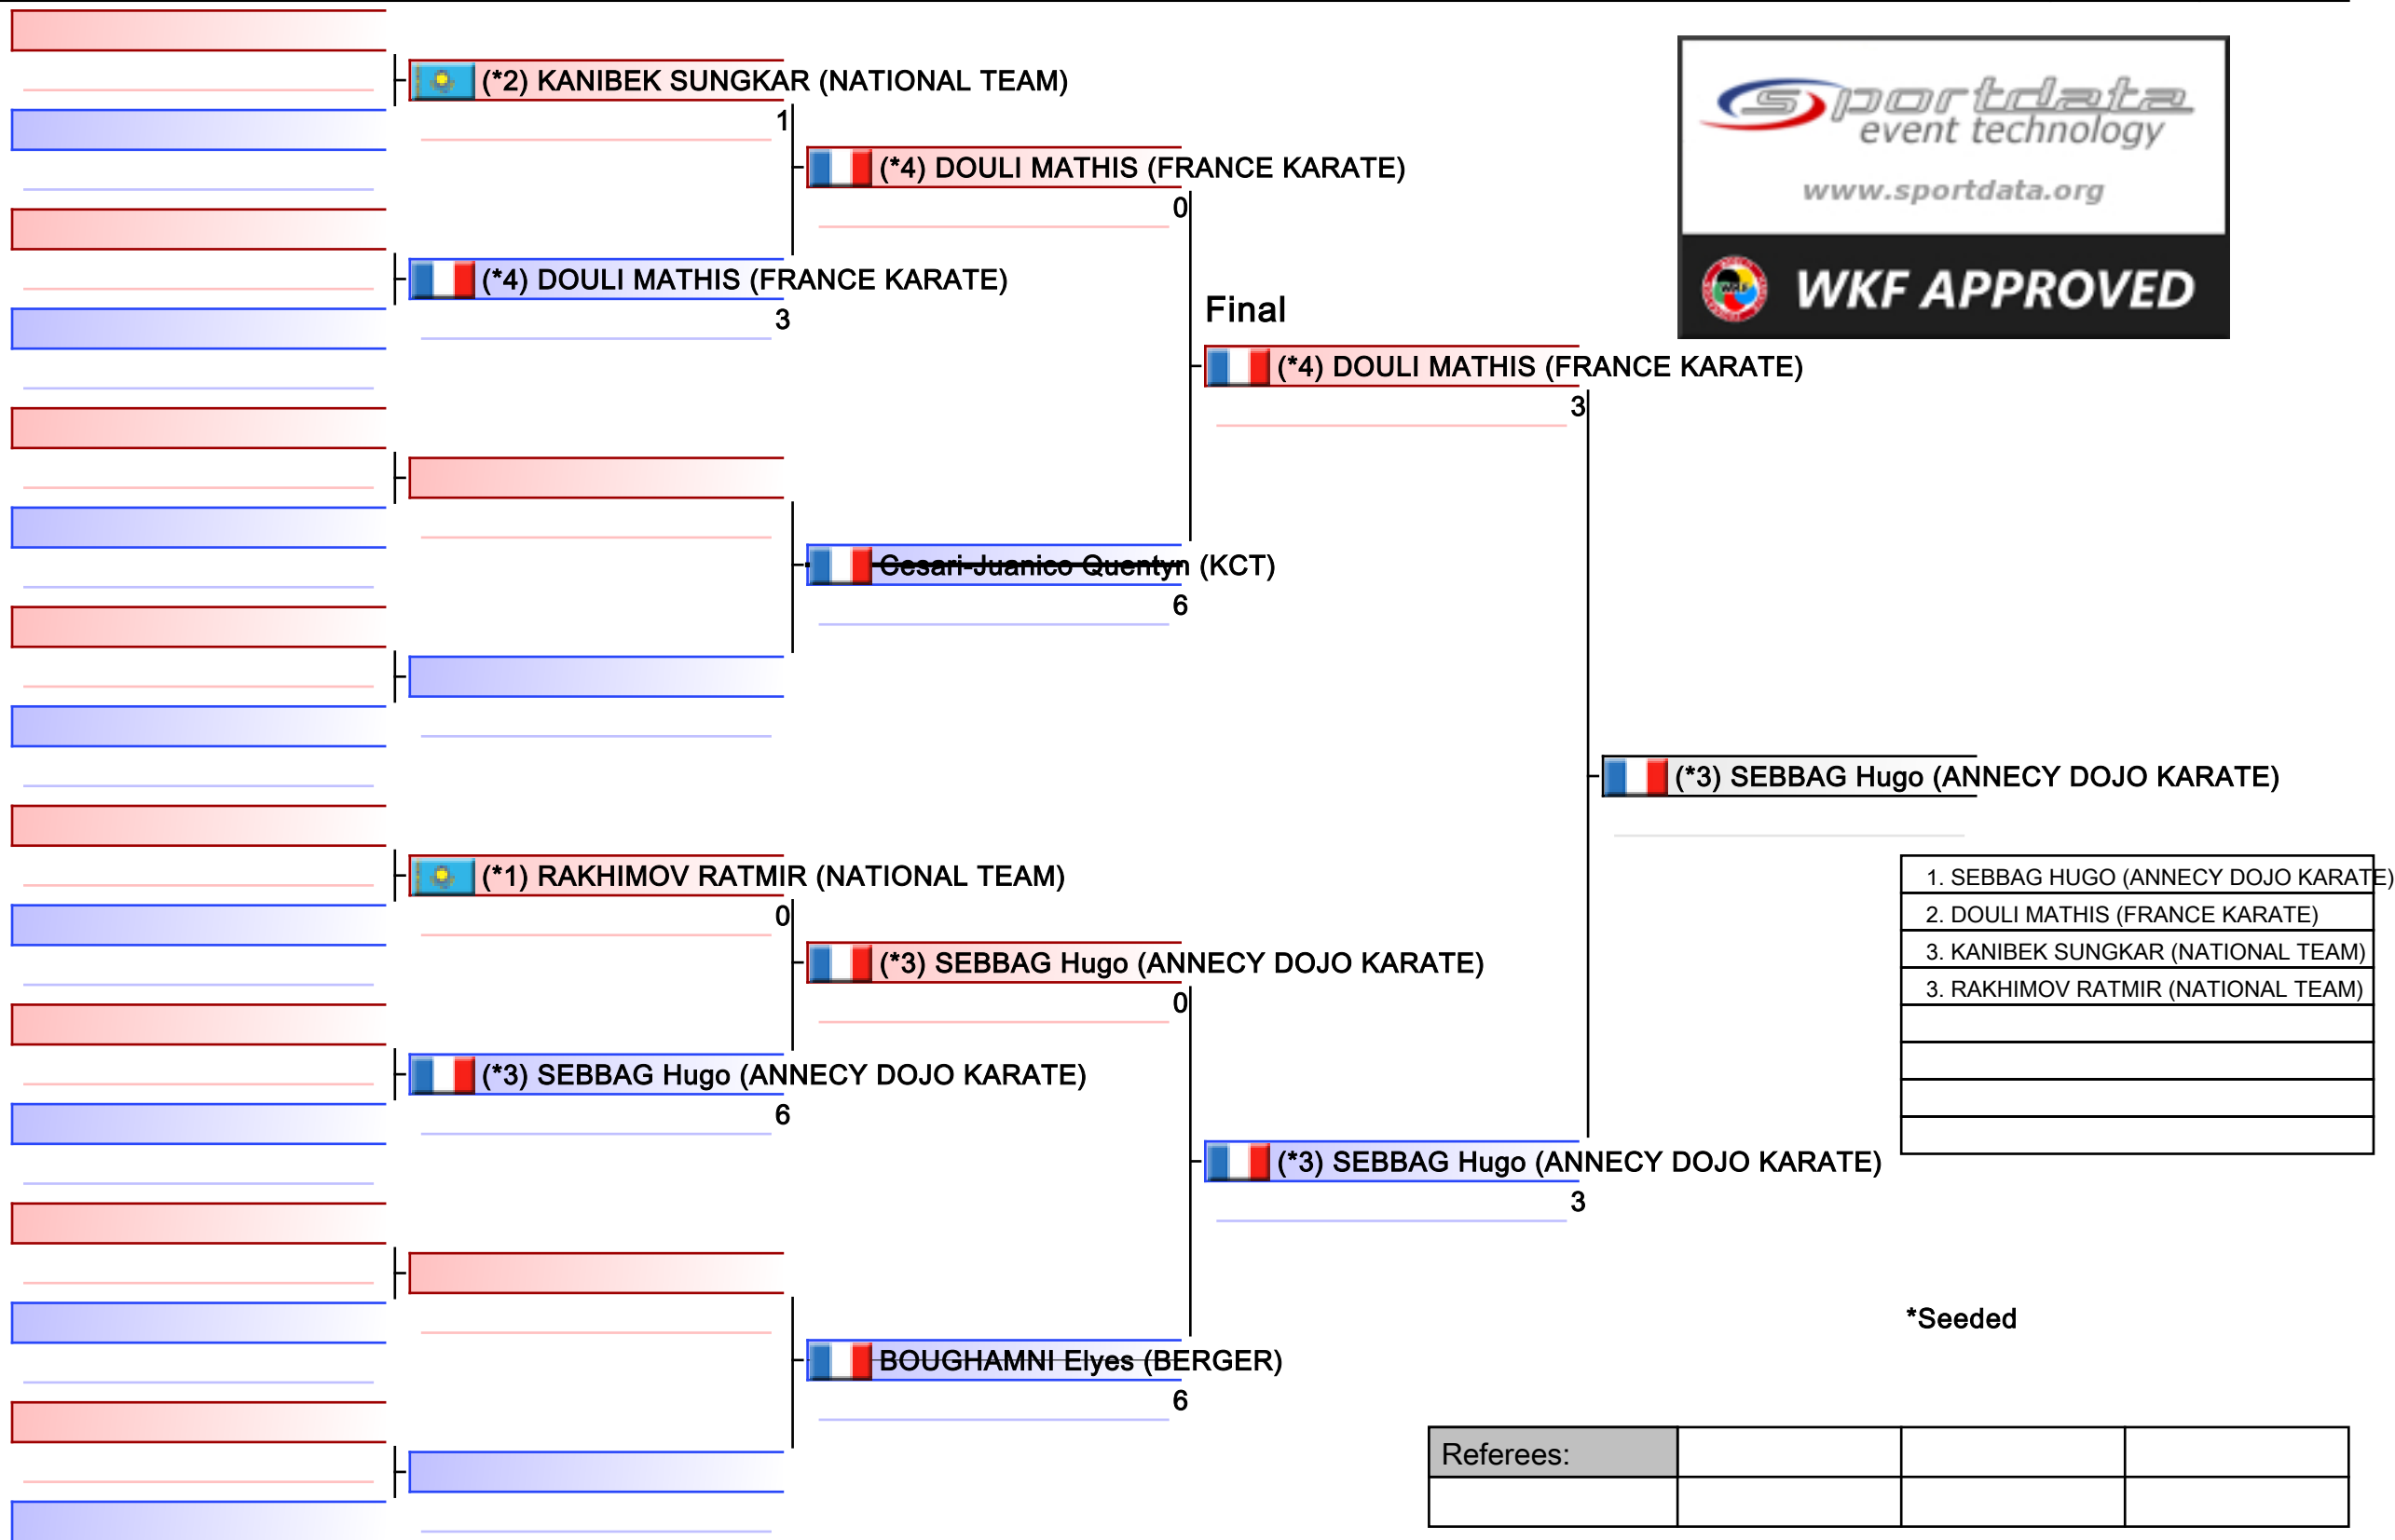 sportdata
event technology
www.sportdata.org
WKF APPROVED
(*2) KANIBEK SUNGKAR (NATIONAL TEAM)
1
(*4) DOULI MATHIS (FRANCE KARATE)
0
(*4) DOULI MATHIS (FRANCE KARATE)
3
Final
(*4) DOULI MATHIS (FRANCE KARATE)
3
Cesari-Juanico Quentyn (KCT)
6
(*3) SEBBAG Hugo (ANNECY DOJO KARATE)
(*1) RAKHIMOV RATMIR (NATIONAL TEAM)
0
(*3) SEBBAG Hugo (ANNECY DOJO KARATE)
0
(*3) SEBBAG Hugo (ANNECY DOJO KARATE)
6
(*3) SEBBAG Hugo (ANNECY DOJO KARATE)
3
1. SEBBAG HUGO (ANNECY DOJO KARATE)
2. DOULI MATHIS (FRANCE KARATE)
3. KANIBEK SUNGKAR (NATIONAL TEAM)
3. RAKHIMOV RATMIR (NATIONAL TEAM)
BOUGHAMNI Elyes (BERGER)
6
*Seeded
Referees: